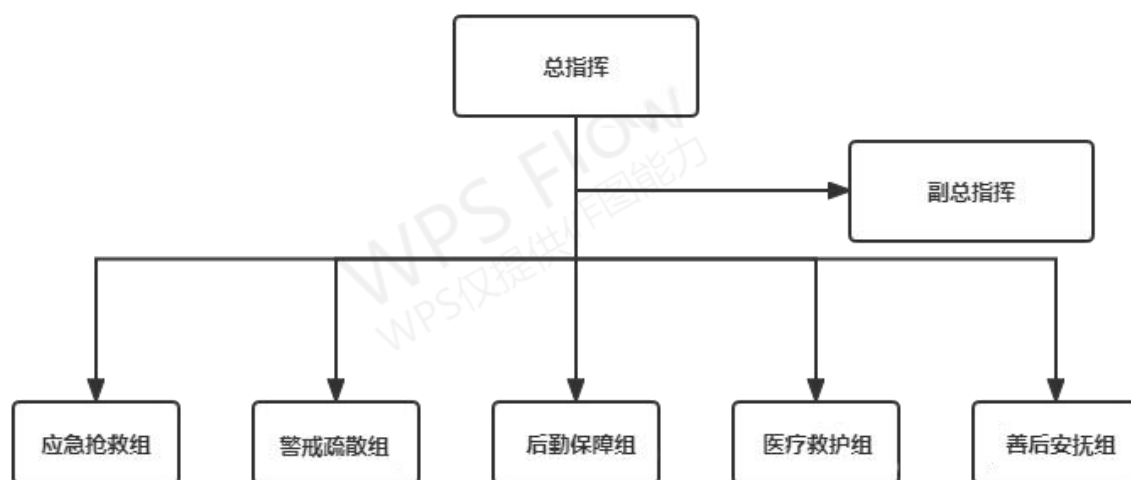 总指挥
副总指挥
WPS Flow
WPS仅提供作图能力
应急抢救组
警戒疏散组
后勤保障组
医疗救护组
善后安抚组